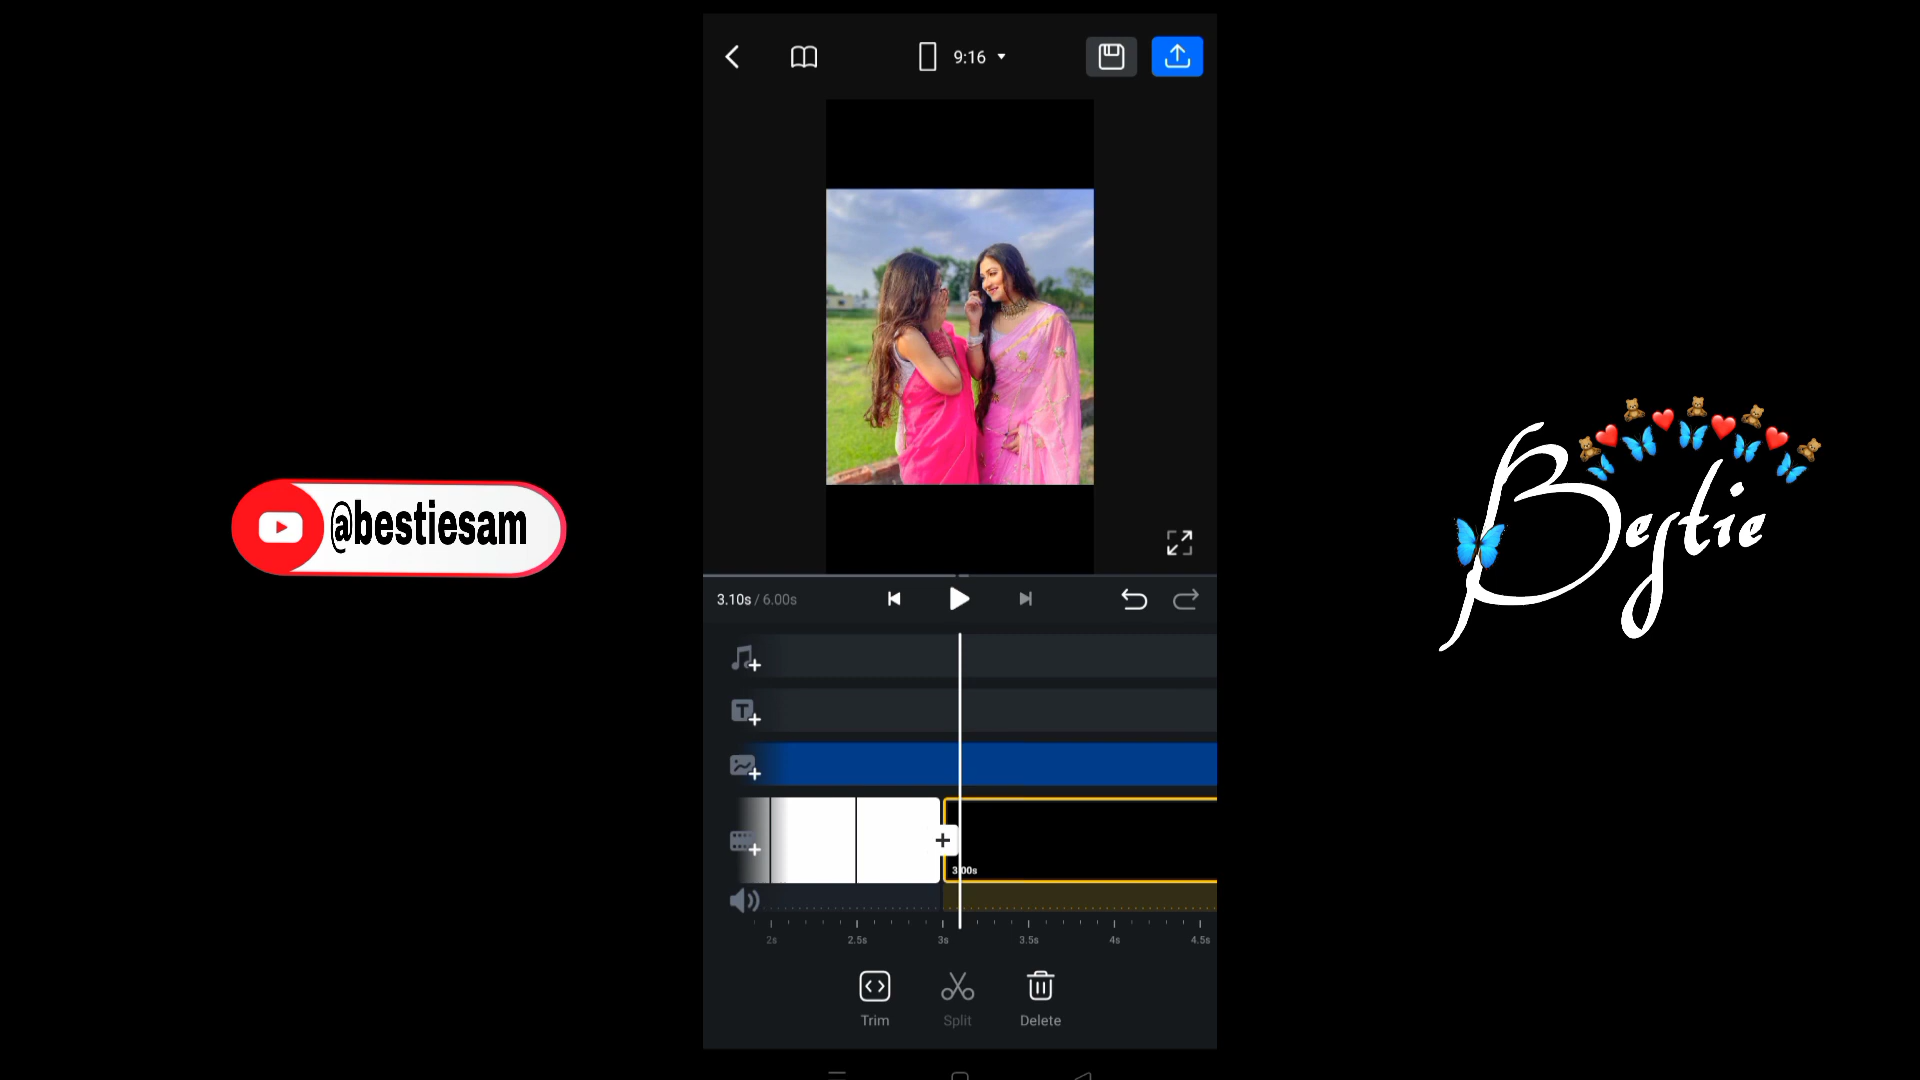 9:16
@bestiesam
Bestie
3.10s / 6.00s
T
3.00s
2s 2.5s 3s 3.5s 4s 4.5s
Trim Split Delete